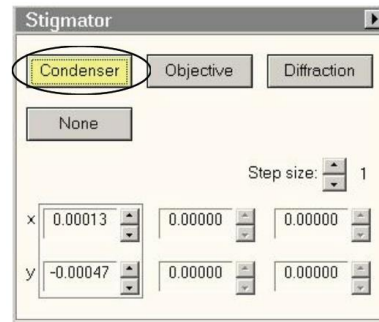 Stigmator
Condenser Objective Diffraction
None
Step size: 1
x 0.00013 0.00000 0.00000
y -0.00047 0.00000 0.00000